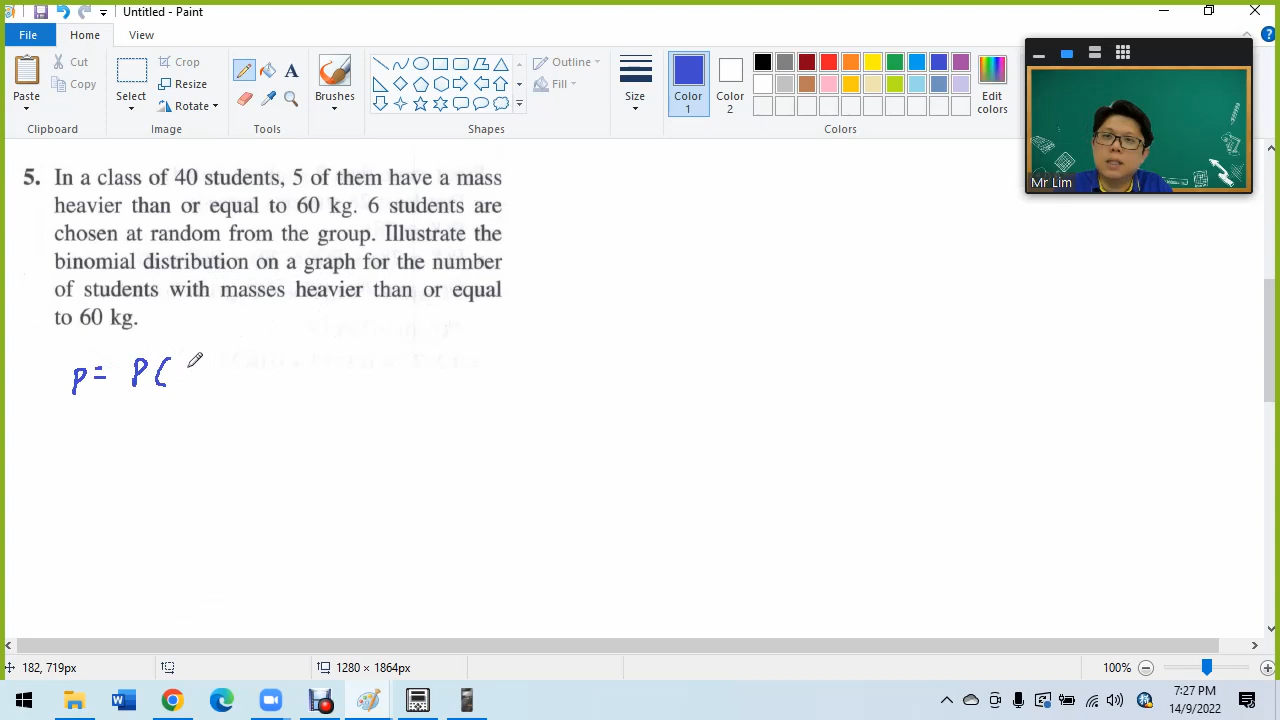 Untitled - Paint
File
Home
View
Paste
Cut
Copy
Clipboard
Select
Crop
Resize
Rotate
Image
Tools
Brushes
Outline
Fill
Shapes
Size
Color 1
Color 2
Edit colors
Colors
Mr Lim
5. In a class of 40 students, 5 of them have a mass
heavier than or equal to 60 kg. 6 students are
chosen at random from the group. Illustrate the
binomial distribution on a graph for the number
of students with masses heavier than or equal
to 60 kg.
p = P(
182, 719px
1280 × 1864px
100%
7:27 PM
14/9/2022